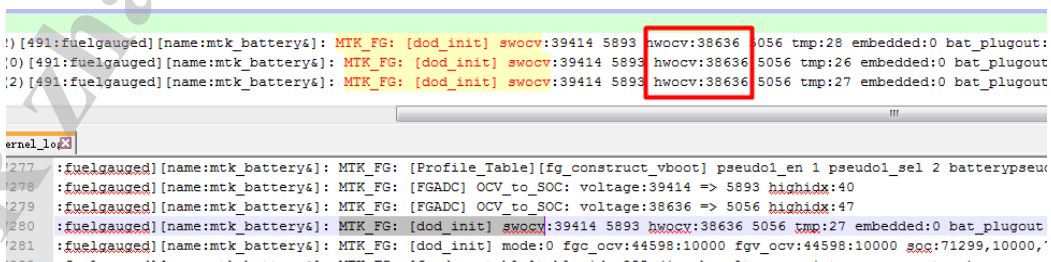 !)[491:fuelgauged][name:mtk_battery&]: MTK_FG: [dod_init] swocv:39414 5893 hwocv:38636 5056 tmp:28 embedded:0 bat_plugout:
(0)[491:fuelgauged][name:mtk_battery&]: MTK_FG: [dod_init] swocv:39414 5893 hwocv:38636 5056 tmp:26 embedded:0 bat_plugout:
(2)[491:fuelgauged][name:mtk_battery&]: MTK_FG: [dod_init] swocv:39414 5893 hwocv:38636 5056 tmp:27 embedded:0 bat_plugout:
ernel_log
277 :fuelgauged][name:mtk_battery&]: MTK_FG: [Profile_Table][fg_construct_vboot] pseudo1_en 1 pseudo1_sel 2 batterypseud
278 :fuelgauged][name:mtk_battery&]: MTK_FG: [FGADC] OCV_to_SOC: voltage:39414 => 5893 highidx:40
279 :fuelgauged][name:mtk_battery&]: MTK_FG: [FGADC] OCV_to_SOC: voltage:38636 => 5056 highidx:47
280 :fuelgauged][name:mtk_battery&]: MTK_FG: [dod_init] swocv:39414 5893 hwocv:38636 5056 tmp:27 embedded:0 bat_plugout
281 :fuelgauged][name:mtk_battery&]: MTK_FG: [dod_init] mode:0 fgc_ocv:44598:10000 fgv_ocv:44598:10000 soc:71299,10000,7